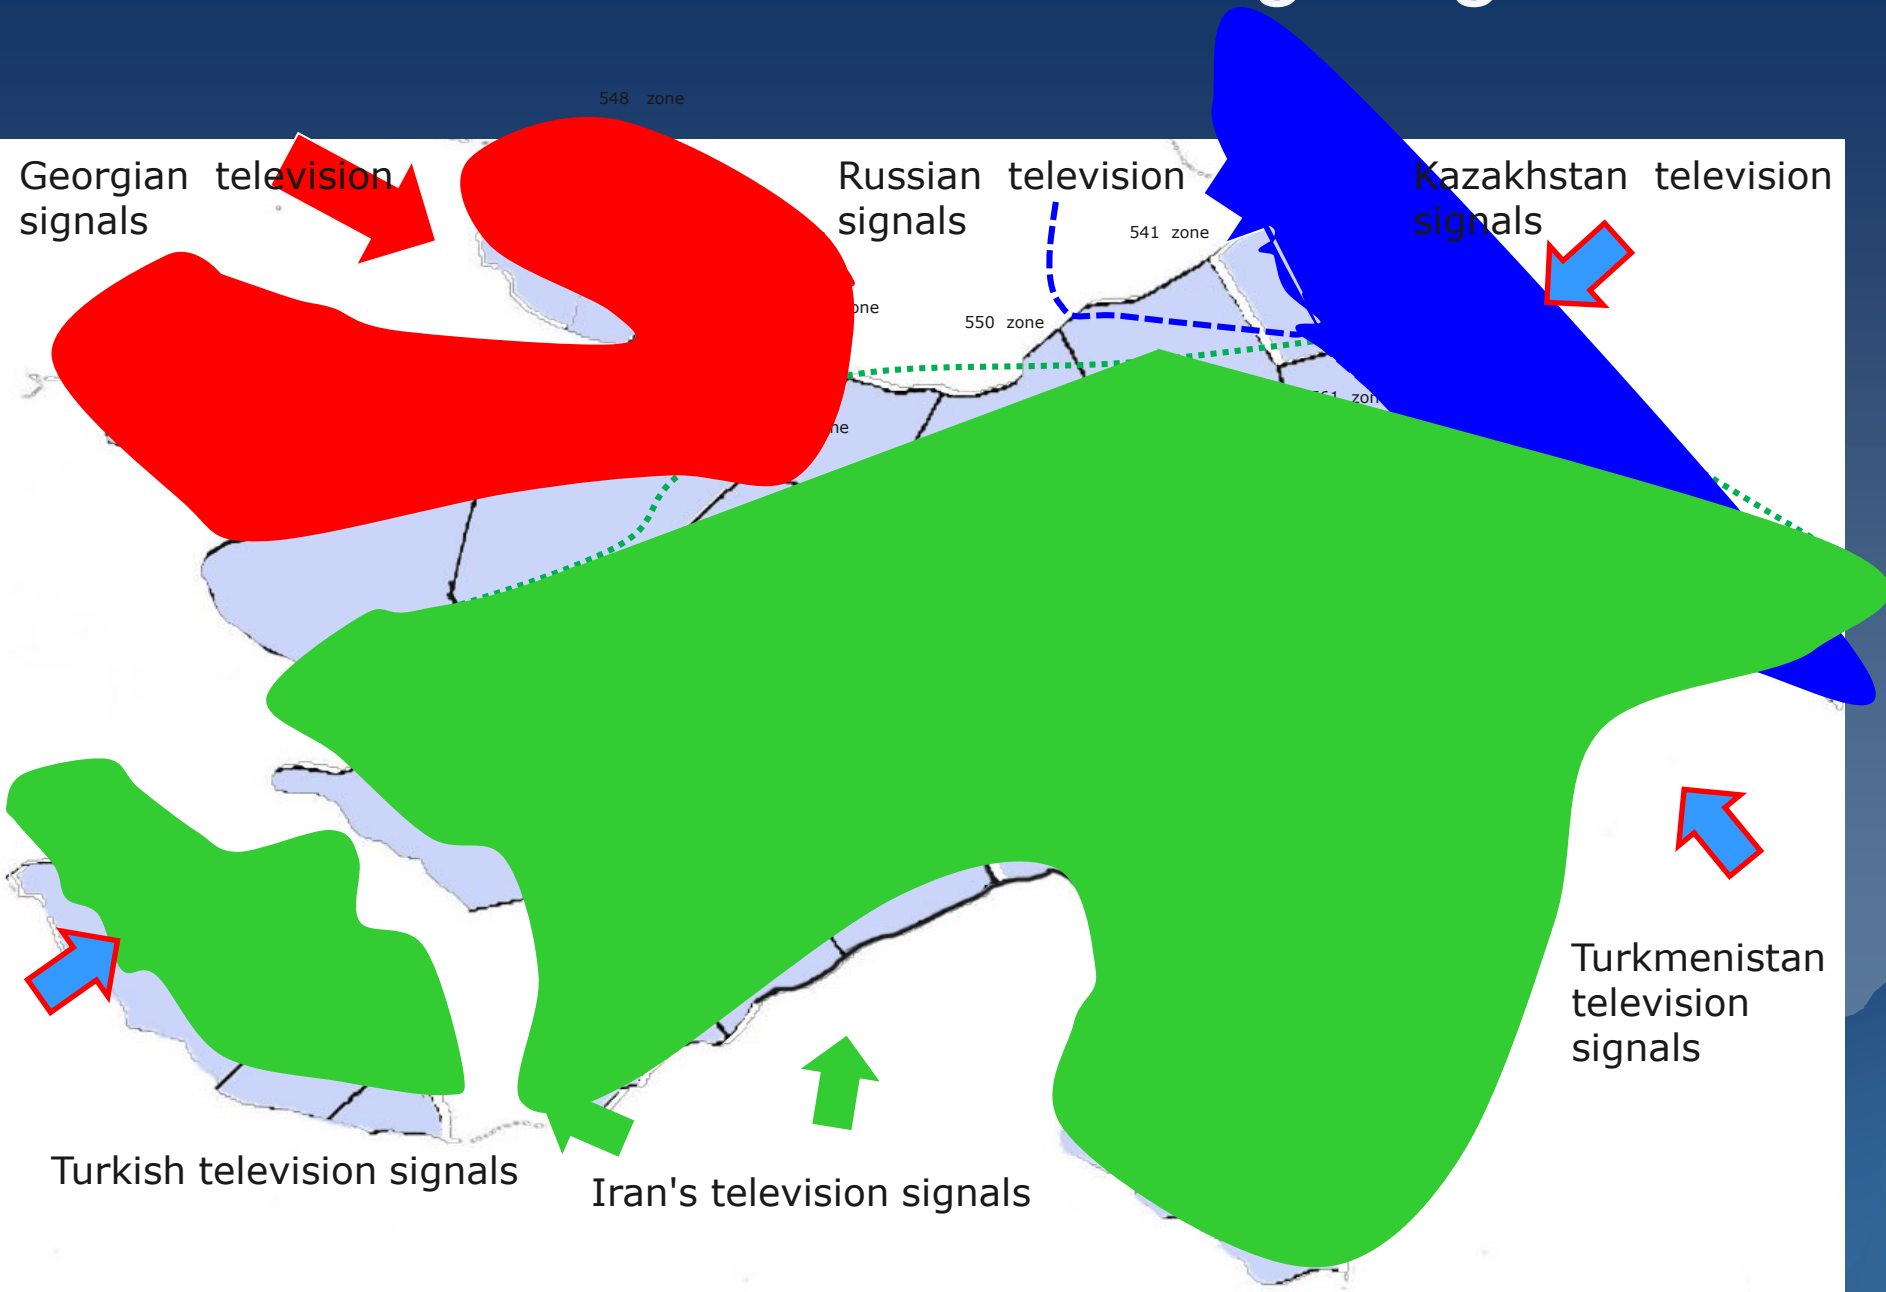 548 zone
Georgian television
signals
Russian television
signals
Kazakhstan television
signals
541 zone
550 zone
zone
Turkmenistan
television
signals
Turkish television signals
Iran's television signals